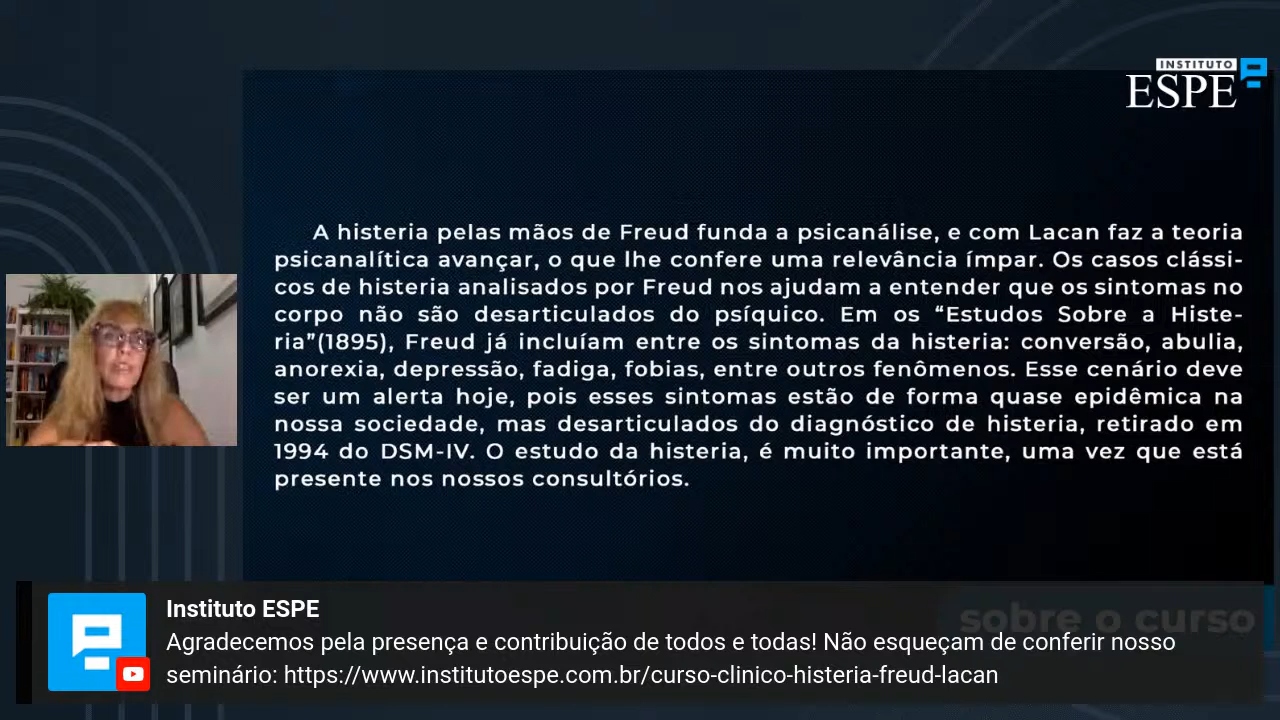 INSTITUTO
ESPE
A histeria pelas mãos de Freud funda a psicanálise, e com Lacan faz a teoria
psicanalítica avançar, o que lhe confere uma relevância ímpar. Os casos clássi-
cos de histeria analisados por Freud nos ajudam a entender que os sintomas no
corpo não são desarticulados do psíquico. Em os “Estudos Sobre a Histe-
ria”(1895), Freud já incluíam entre os sintomas da histeria: conversão, abulia,
anorexia, depressão, fadiga, fobias, entre outros fenômenos. Esse cenário deve
ser um alerta hoje, pois esses sintomas estão de forma quase epidêmica na
nossa sociedade, mas desarticulados do diagnóstico de histeria, retirado em
1994 do DSM-IV. O estudo da histeria, é muito importante, uma vez que está
presente nos nossos consultórios.
sobre o curso
Instituto ESPE
Agradecemos pela presença e contribuição de todos e todas! Não esqueçam de conferir nosso
seminário: https://www.institutoespe.com.br/curso-clinico-histeria-freud-lacan